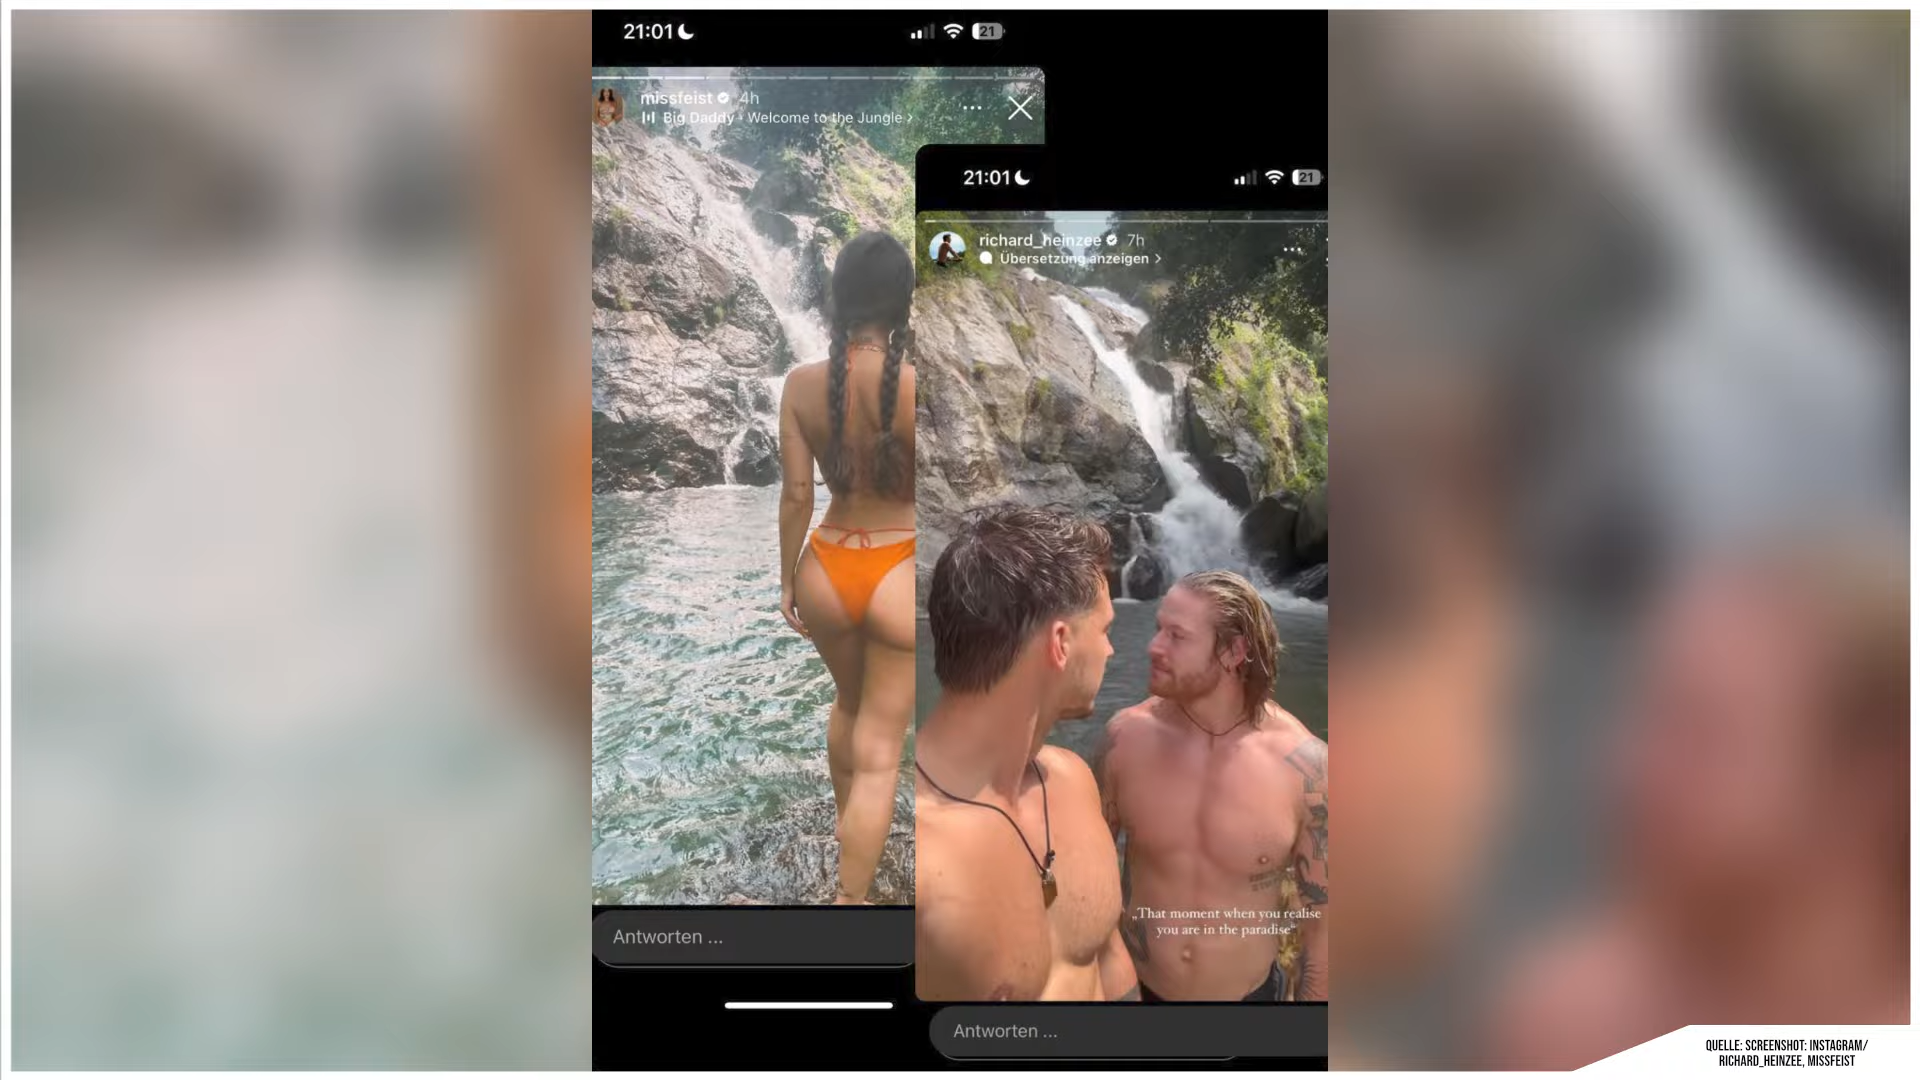 21:01
21
missfeist 4h
Big Daddy · Welcome to the Jungle >
21:01
21
richard_heinzee 7h
Übersetzung anzeigen >
„That moment when you realise
you are in the paradise“
Antworten ...
Antworten ...
QUELLE: SCREENSHOT: INSTAGRAM/
RICHARD_HEINZEE, MISSFEIST